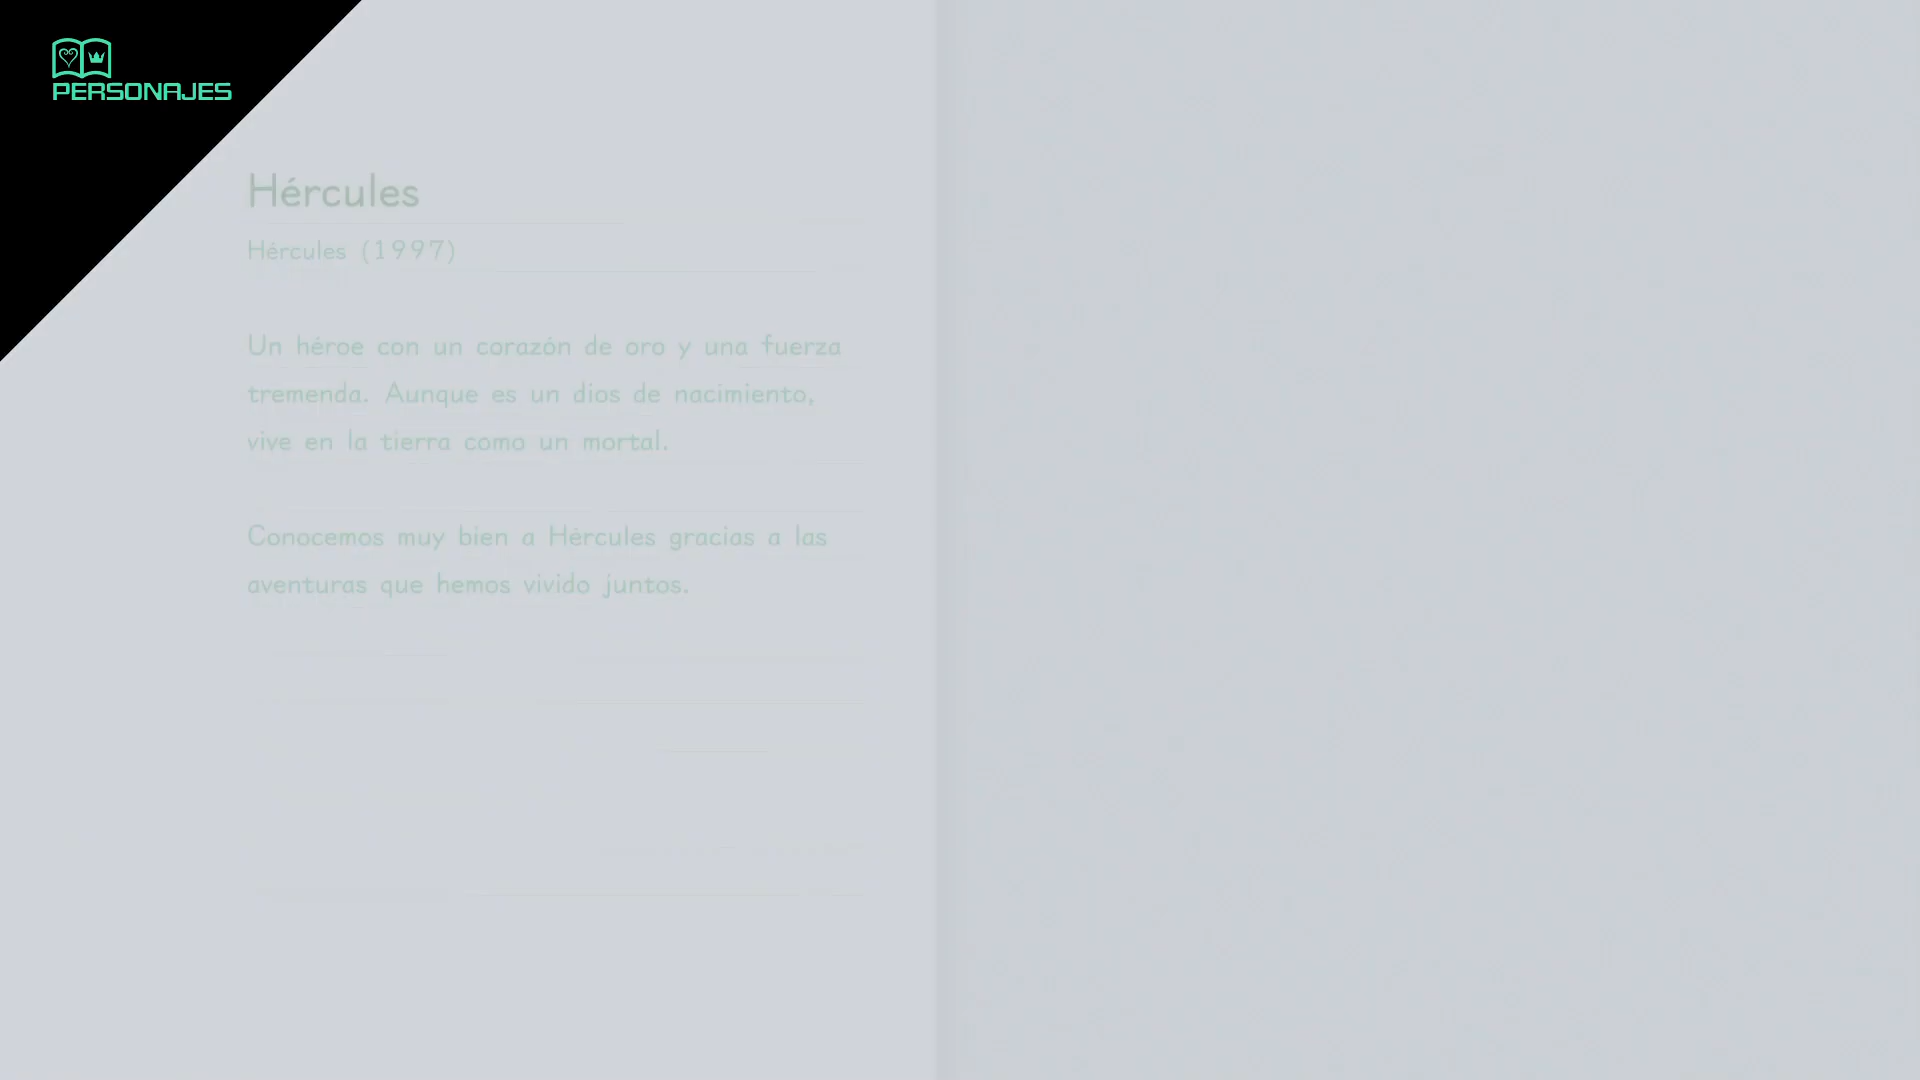 PERSONAJES
Hércules
Hércules (1997)
Un héroe con un corazón de oro y una fuerza
tremenda. Aunque es un dios de nacimiento,
vive en la tierra como un mortal.
Conocemos muy bien a Hércules gracias a las
aventuras que hemos vivido juntos.